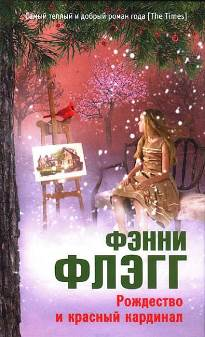 Самый теплый и добрый роман года [The Times]
ФЭННИ
ФЛЭГГ
Рождество
и красный кардинал